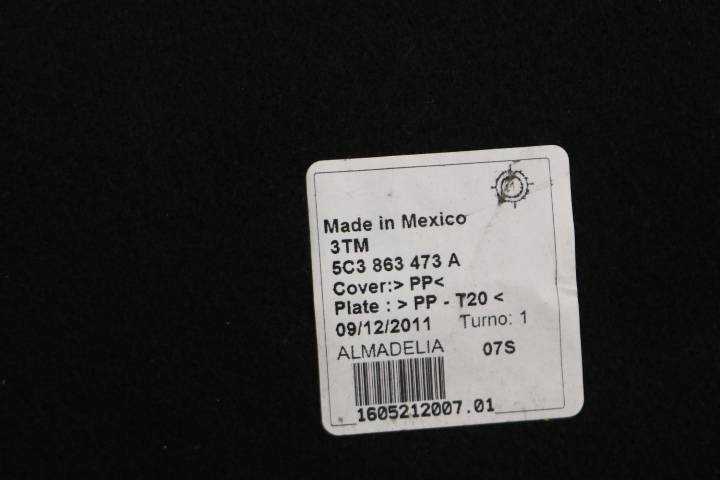 Made in Mexico
3TM
5C3 863 473 A
Cover:> PP<
Plate : > PP - T20 <
09/12/2011 Turno: 1
ALMADELIA 07S
1605212007.01